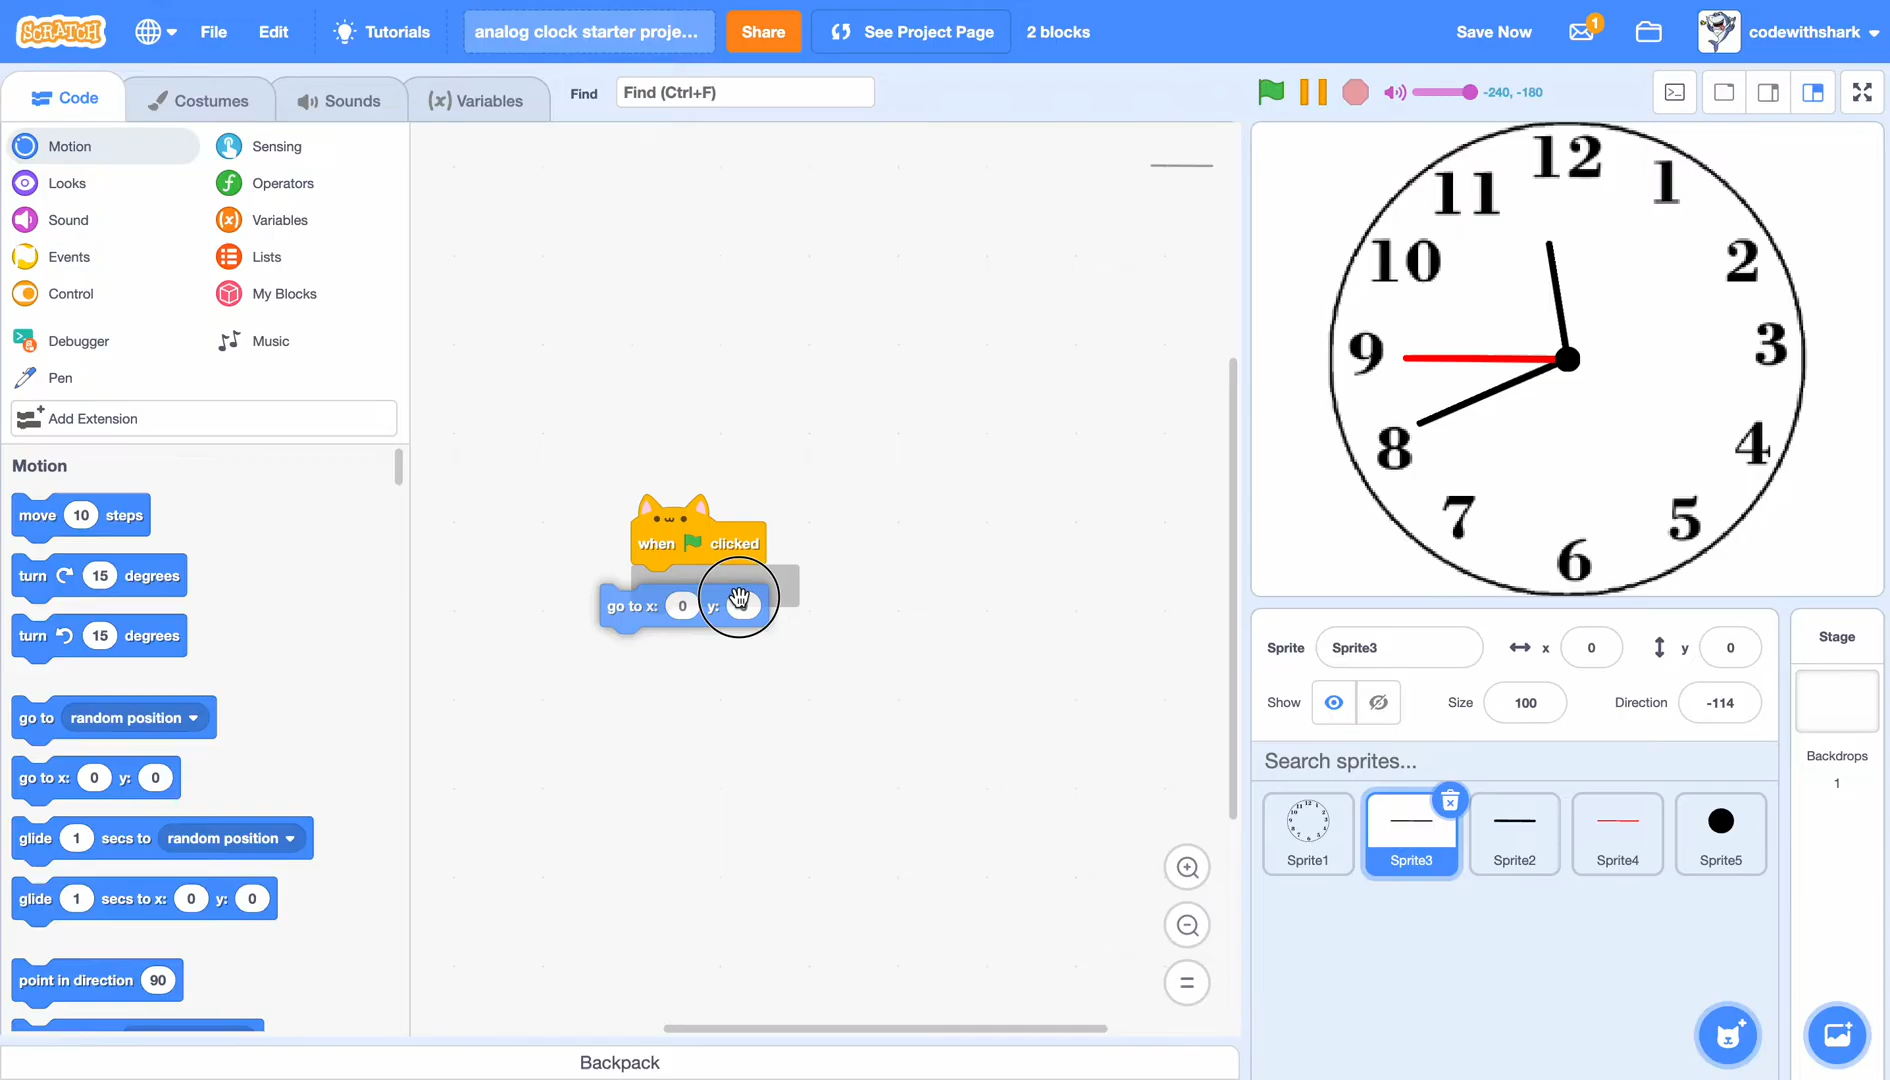 SCRATCH
File
Edit
Tutorials
analog clock starter proje...
Share
See Project Page
2 blocks
1
Save Now
codewithshark
Code
Costumes
Sounds
(x) Variables
Find
Find (Ctrl+F)
-240, -180
Motion
Looks
Sound
Events
Control
Debugger
Pen
Sensing
Operators
Variables
Lists
My Blocks
Music
Add Extension
Motion
move 10 steps
turn 15 degrees
turn 15 degrees
go to random position
go to x: 0 y: 0
glide 1 secs to random position
glide 1 secs to x: 0 y: 0
point in direction 90
when clicked
go to x: 0 y:
12
1
2
3
4
5
6
7
8
9
10
11
Sprite Sprite3 x 0 y 0
Show Size 100 Direction -114
Search sprites...
Sprite1
Sprite3
Sprite2
Sprite4
Sprite5
Stage
Backdrops
1
Backpack